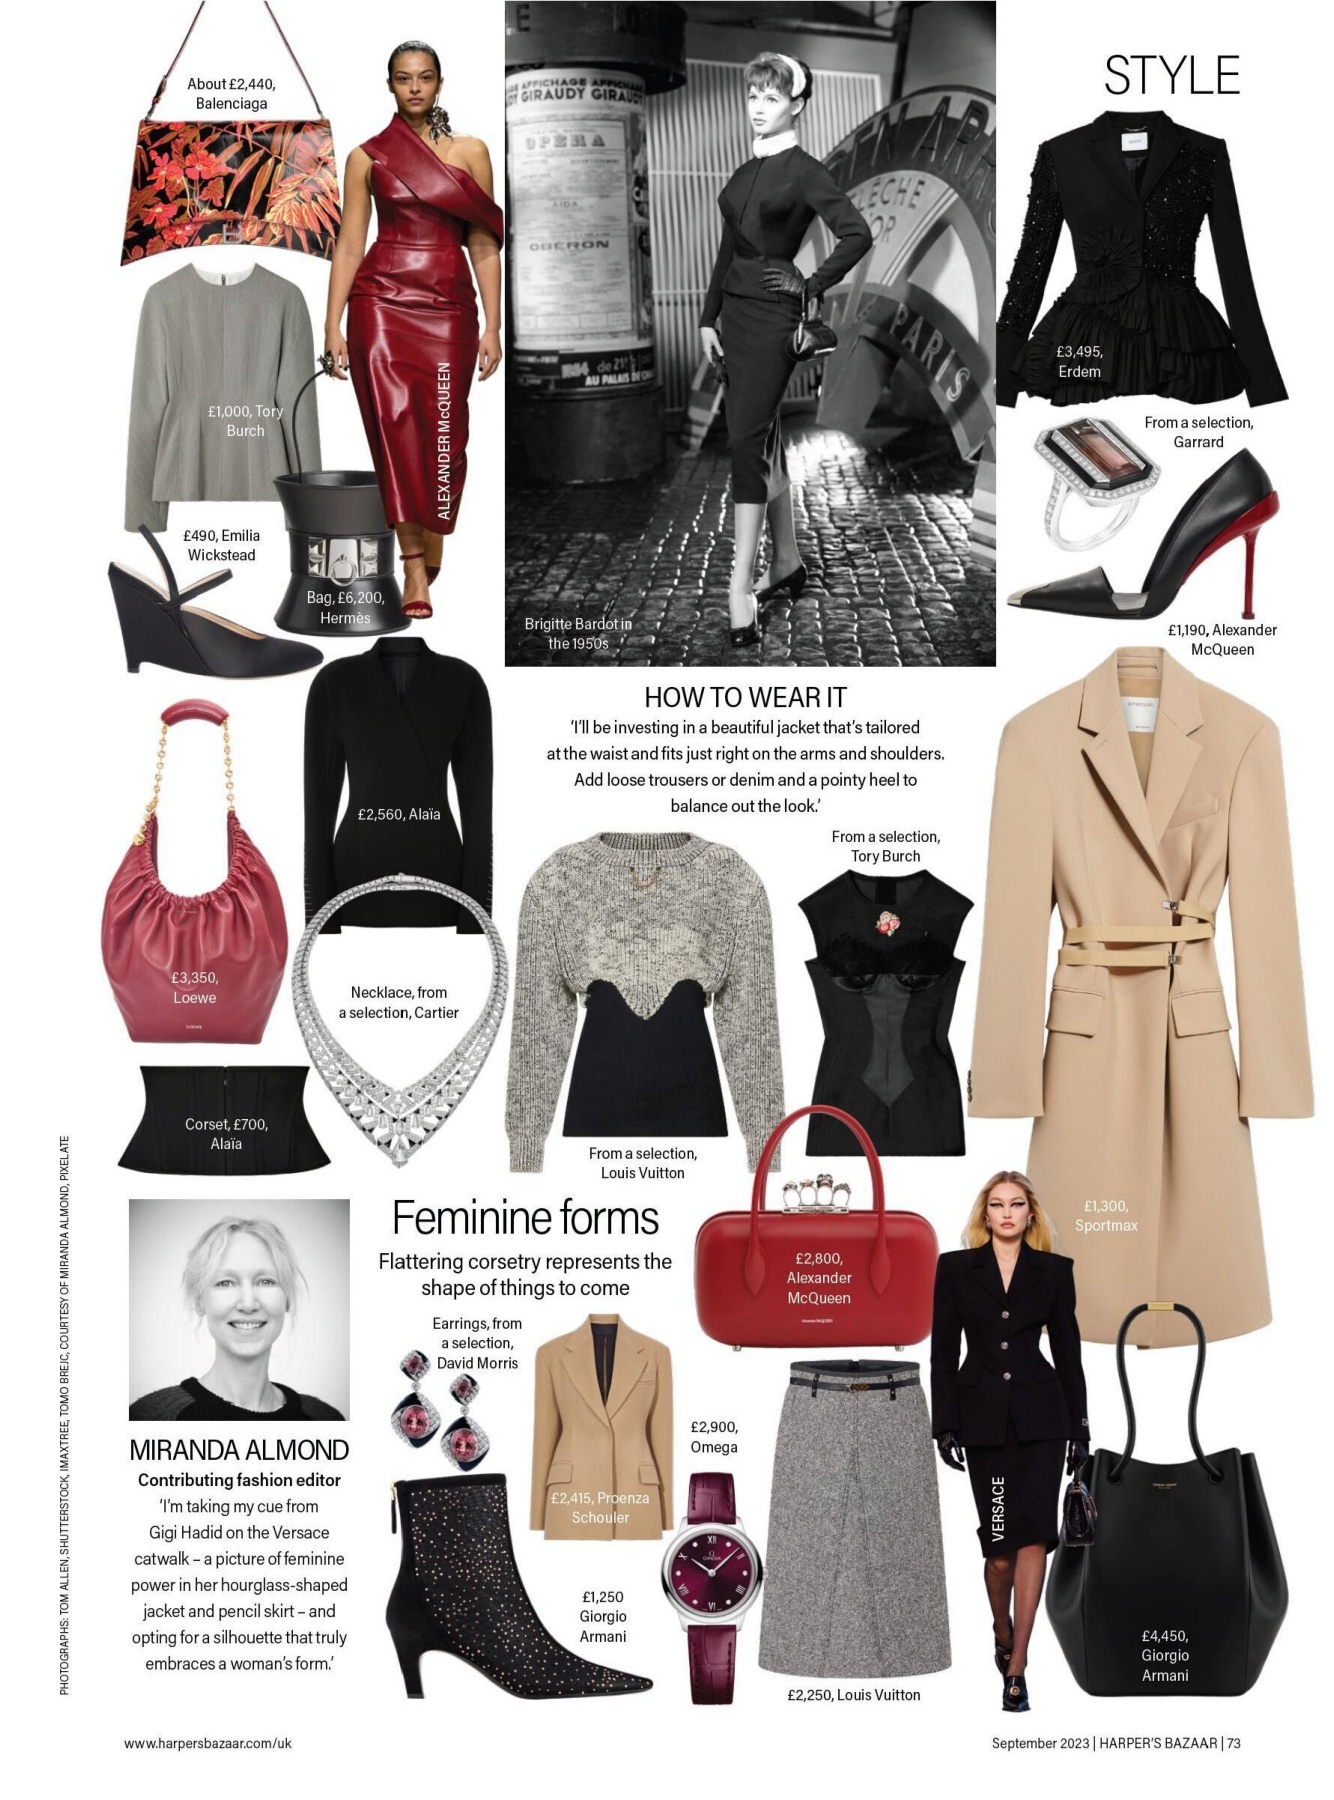 STYLE
About £2,440,
Balenciaga
£1,000, Tory
Burch
ALEXANDER McQUEEN
£490, Emilia
Wickstead
Bag, £6,200,
Hermès
AFFICHAGE AFFICHAGE
GIRAUDY GIRAUDY
OPÉRA
AIDA
OBERON
PARIS
Brigitte Bardot in
the 1950s
£3,495,
Erdem
From a selection,
Garrard
£1,190, Alexander
McQueen
£2,560, Alaïa
£3,350,
Loewe
LOEWE
Necklace, from
a selection, Cartier
Corset, £700,
Alaïa
HOW TO WEAR IT
‘I’ll be investing in a beautiful jacket that’s tailored
at the waist and fits just right on the arms and shoulders.
Add loose trousers or denim and a pointy heel to
balance out the look.’
From a selection,
Tory Burch
From a selection,
Louis Vuitton
£1,300,
Sportmax
Feminine forms
Flattering corsetry represents the
shape of things to come
£2,800,
Alexander
McQueen
Earrings, from
a selection,
David Morris
£2,415, Proenza
Schouler
£2,900,
Omega
OMEGA
£1,250
Giorgio
Armani
£2,250, Louis Vuitton
VERSACE
£4,450,
Giorgio
Armani
MIRANDA ALMOND
Contributing fashion editor
‘I’m taking my cue from
Gigi Hadid on the Versace
catwalk – a picture of feminine
power in her hourglass-shaped
jacket and pencil skirt – and
opting for a silhouette that truly
embraces a woman’s form.’
PHOTOGRAPHS: TOM ALLEN, SHUTTERSTOCK, IMAXTREE, TOMO BREJC, COURTESY OF MIRANDA ALMOND, PIXELATE
www.harpersbazaar.com/uk
September 2023 | HARPER’S BAZAAR | 73